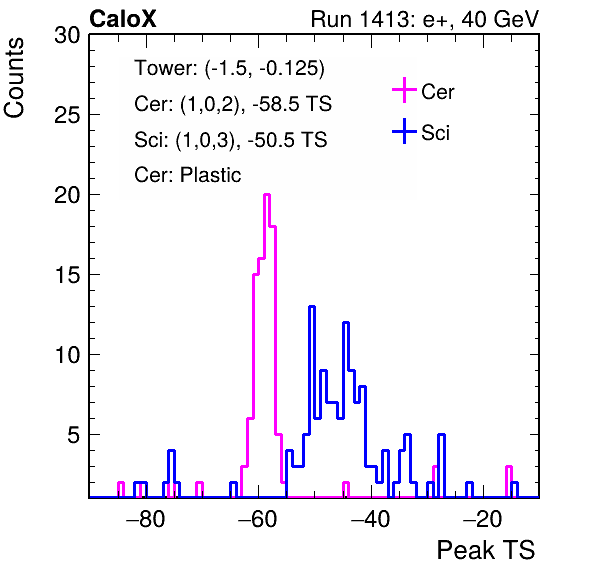 CaloX Run 1413: e+, 40 GeV
Counts
30
25
20
15
10
5
Tower: (-1.5, -0.125)
Cer: (1,0,2), -58.5 TS
Sci: (1,0,3), -50.5 TS
Cer: Plastic
Cer
Sci
−80 −60 −40 −20
Peak TS